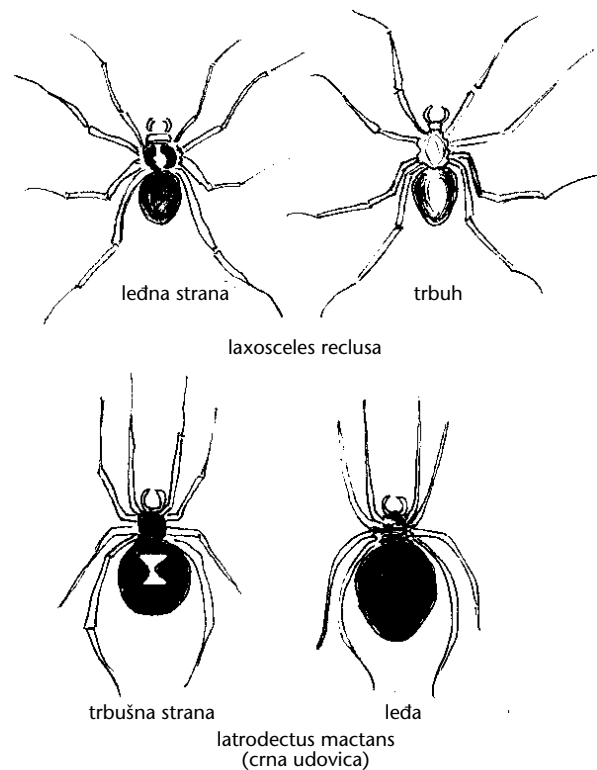 leđna strana
trbuh
laxosceles reclusa
trbušna strana
leđa
latrodectus mactans
(crna udovica)